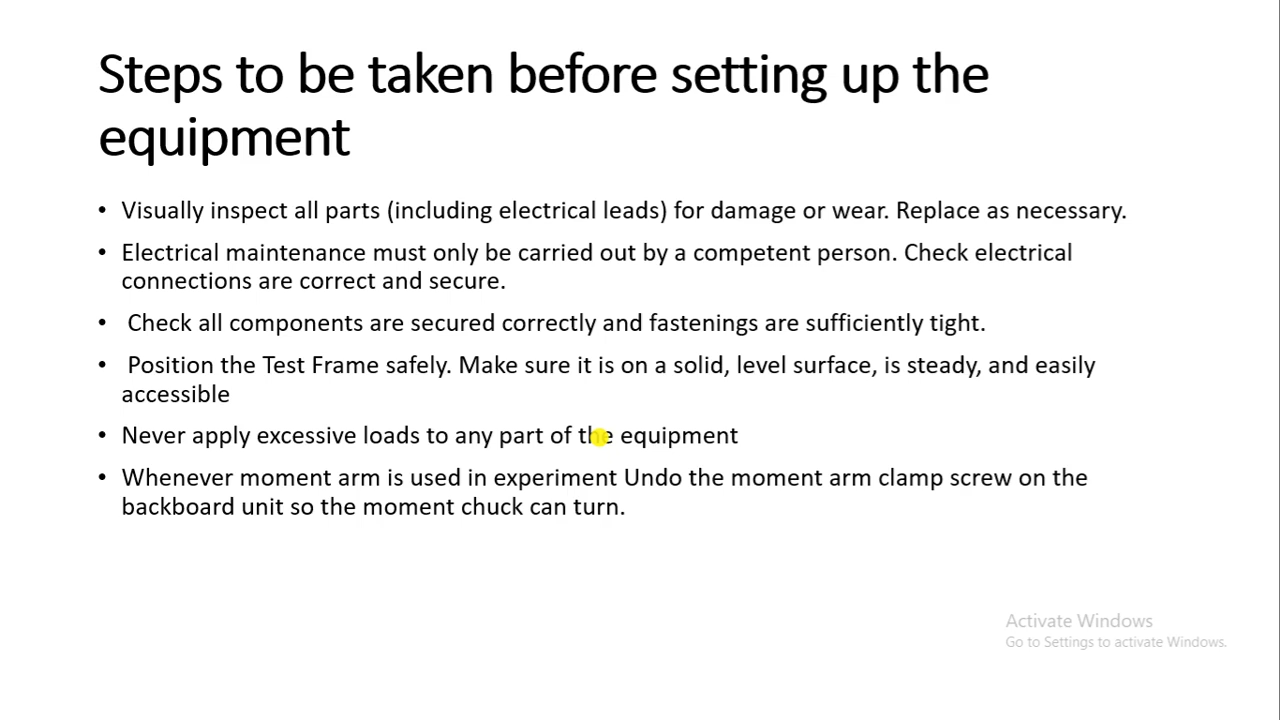 Steps to be taken before setting up the
equipment
• Visually inspect all parts (including electrical leads) for damage or wear. Replace as necessary.
• Electrical maintenance must only be carried out by a competent person. Check electrical
connections are correct and secure.
• Check all components are secured correctly and fastenings are sufficiently tight.
• Position the Test Frame safely. Make sure it is on a solid, level surface, is steady, and easily
accessible
• Never apply excessive loads to any part of the equipment
• Whenever moment arm is used in experiment Undo the moment arm clamp screw on the
backboard unit so the moment chuck can turn.
Activate Windows
Go to Settings to activate Windows.